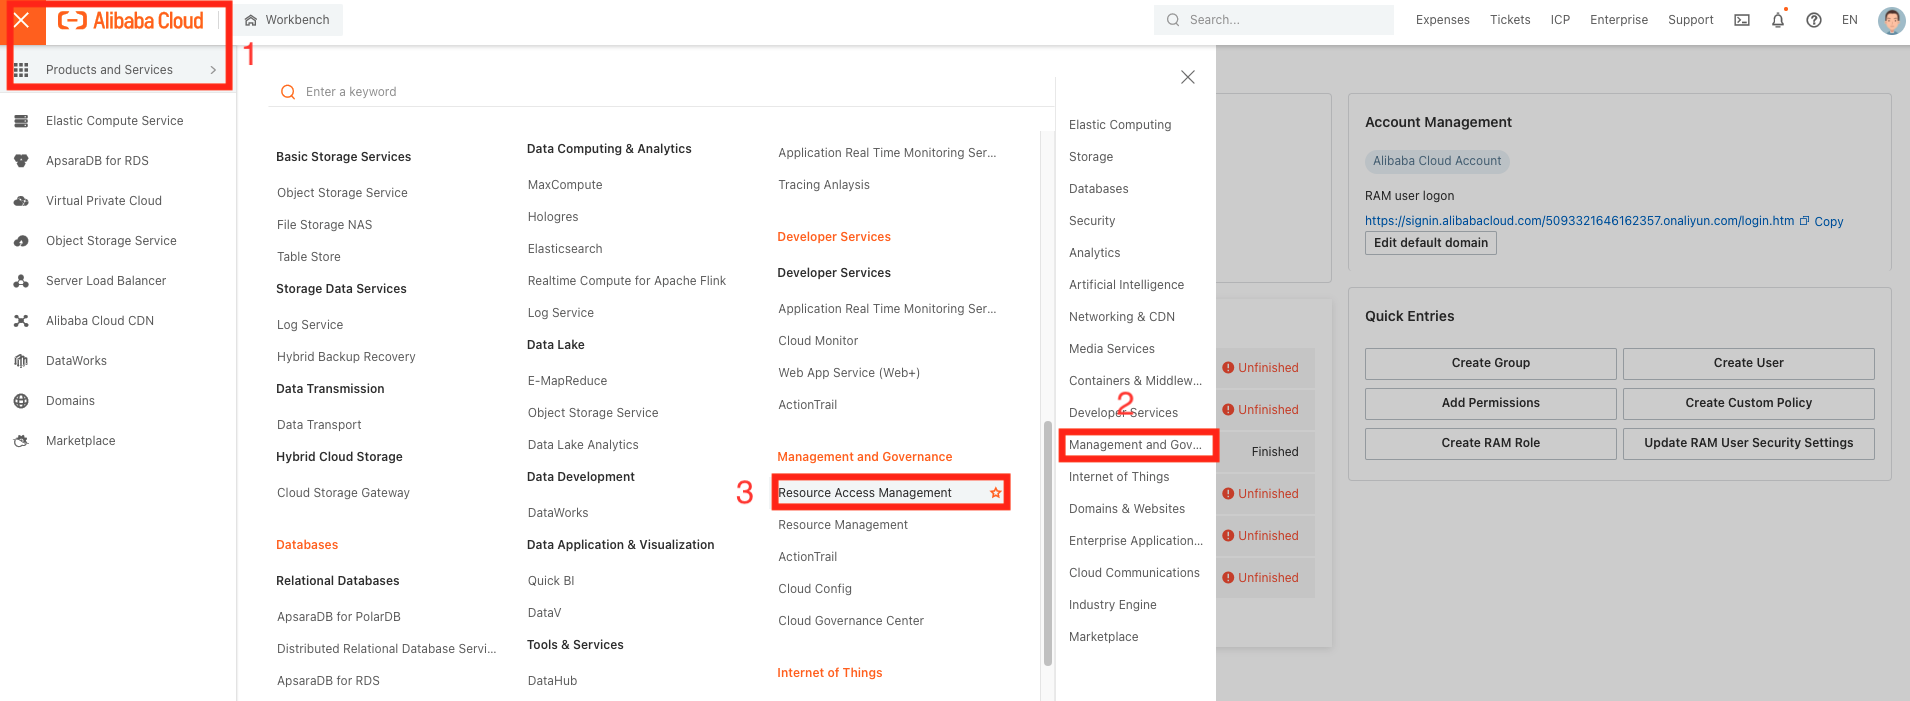 Alibaba Cloud
Workbench
Search...
Expenses
Tickets
ICP
Enterprise
Support
EN
1
Products and Services
Elastic Compute Service
ApsaraDB for RDS
Virtual Private Cloud
Object Storage Service
Server Load Balancer
Alibaba Cloud CDN
DataWorks
Domains
Marketplace
Enter a keyword
Basic Storage Services
Object Storage Service
File Storage NAS
Table Store
Storage Data Services
Log Service
Hybrid Backup Recovery
Data Transmission
Data Transport
Hybrid Cloud Storage
Cloud Storage Gateway
Databases
Relational Databases
ApsaraDB for PolarDB
Distributed Relational Database Servi...
ApsaraDB for RDS
Data Computing & Analytics
MaxCompute
Hologres
Elasticsearch
Realtime Compute for Apache Flink
Log Service
Data Lake
E-MapReduce
Object Storage Service
Data Lake Analytics
Data Development
DataWorks
Data Application & Visualization
Quick BI
DataV
Tools & Services
DataHub
Application Real Time Monitoring Ser...
Tracing Anlaysis
Developer Services
Developer Services
Application Real Time Monitoring Ser...
Cloud Monitor
Web App Service (Web+)
ActionTrail
Management and Governance
3
Resource Access Management
Resource Management
ActionTrail
Cloud Config
Cloud Governance Center
Internet of Things
Elastic Computing
Storage
Databases
Security
Analytics
Artificial Intelligence
Networking & CDN
Media Services
Containers & Middlew...
2
Developer Services
Management and Gov...
Internet of Things
Domains & Websites
Enterprise Application...
Cloud Communications
Industry Engine
Marketplace
Unfinished
Unfinished
Finished
Unfinished
Unfinished
Unfinished
Account Management
Alibaba Cloud Account
RAM user logon
https://signin.alibabacloud.com/5093321646162357.onaliyun.com/login.htm Copy
Edit default domain
Quick Entries
Create Group
Create User
Add Permissions
Create Custom Policy
Create RAM Role
Update RAM User Security Settings